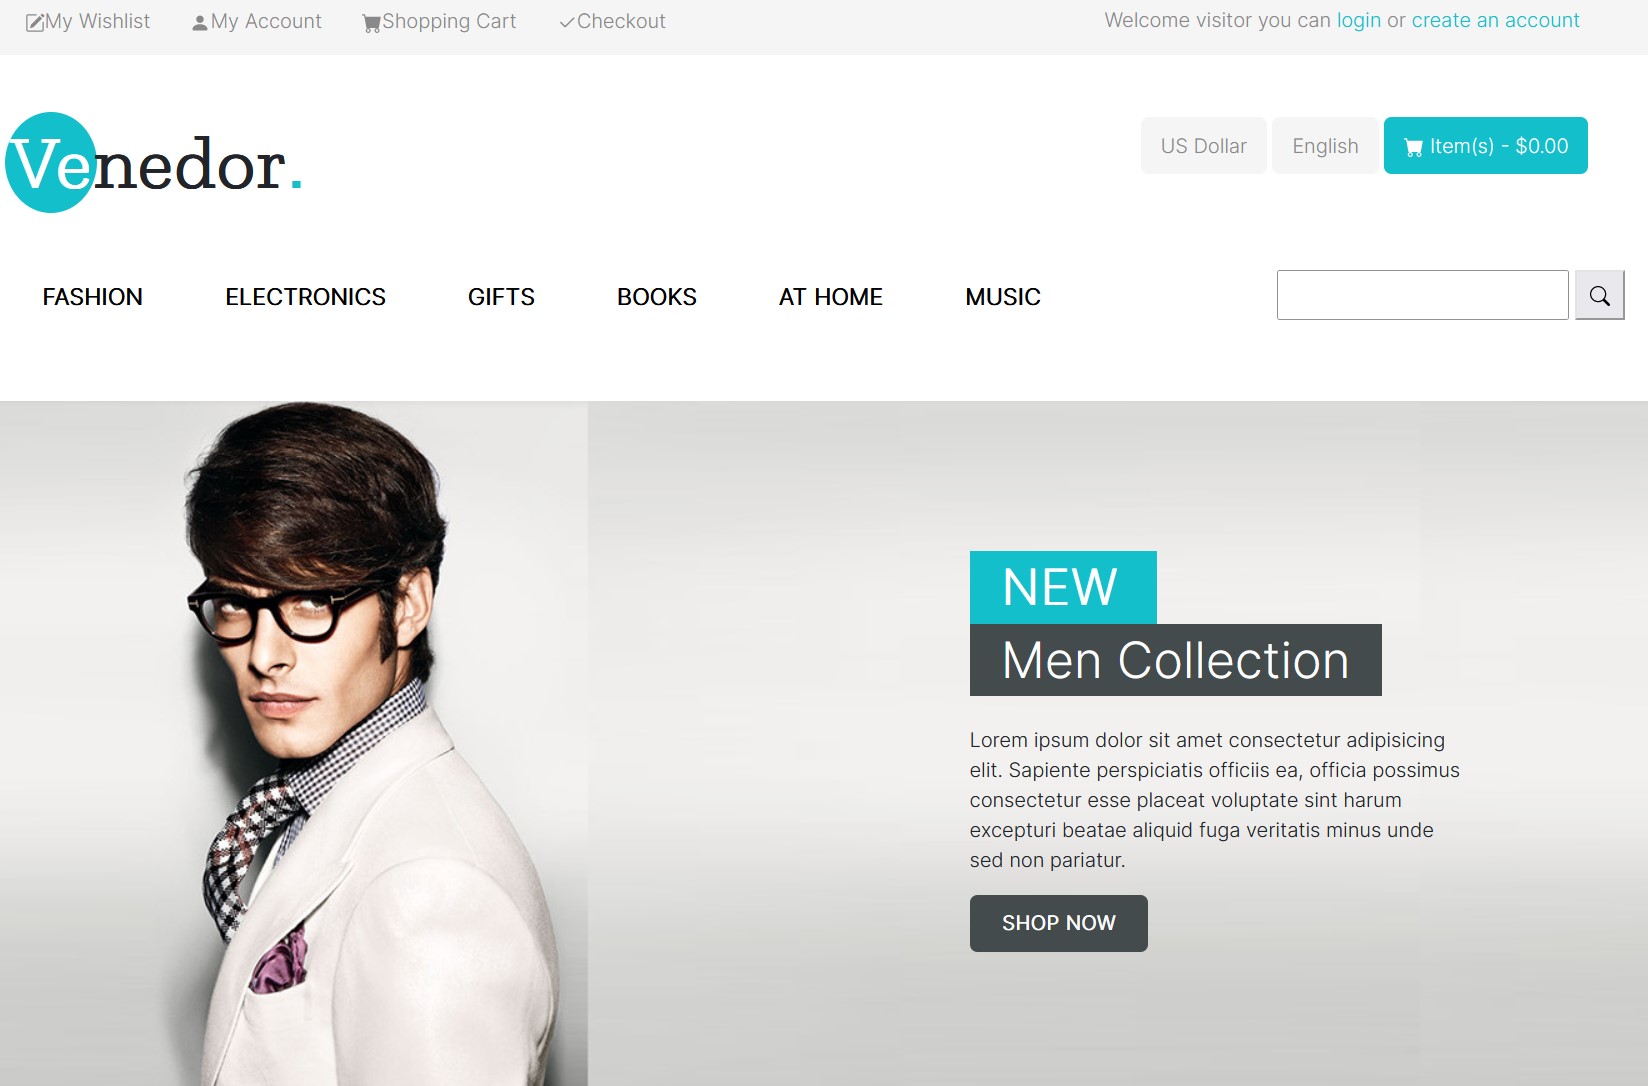 My Wishlist My Account Shopping Cart Checkout Welcome visitor you can login or create an account
Venedor.
US Dollar English Item(s) - $0.00
FASHION ELECTRONICS GIFTS BOOKS AT HOME MUSIC
NEW
Men Collection
Lorem ipsum dolor sit amet consectetur adipisicing
elit. Sapiente perspiciatis officiis ea, officia possimus
consectetur esse placeat voluptate sint harum
excepturi beatae aliquid fuga veritatis minus unde
sed non pariatur.
SHOP NOW